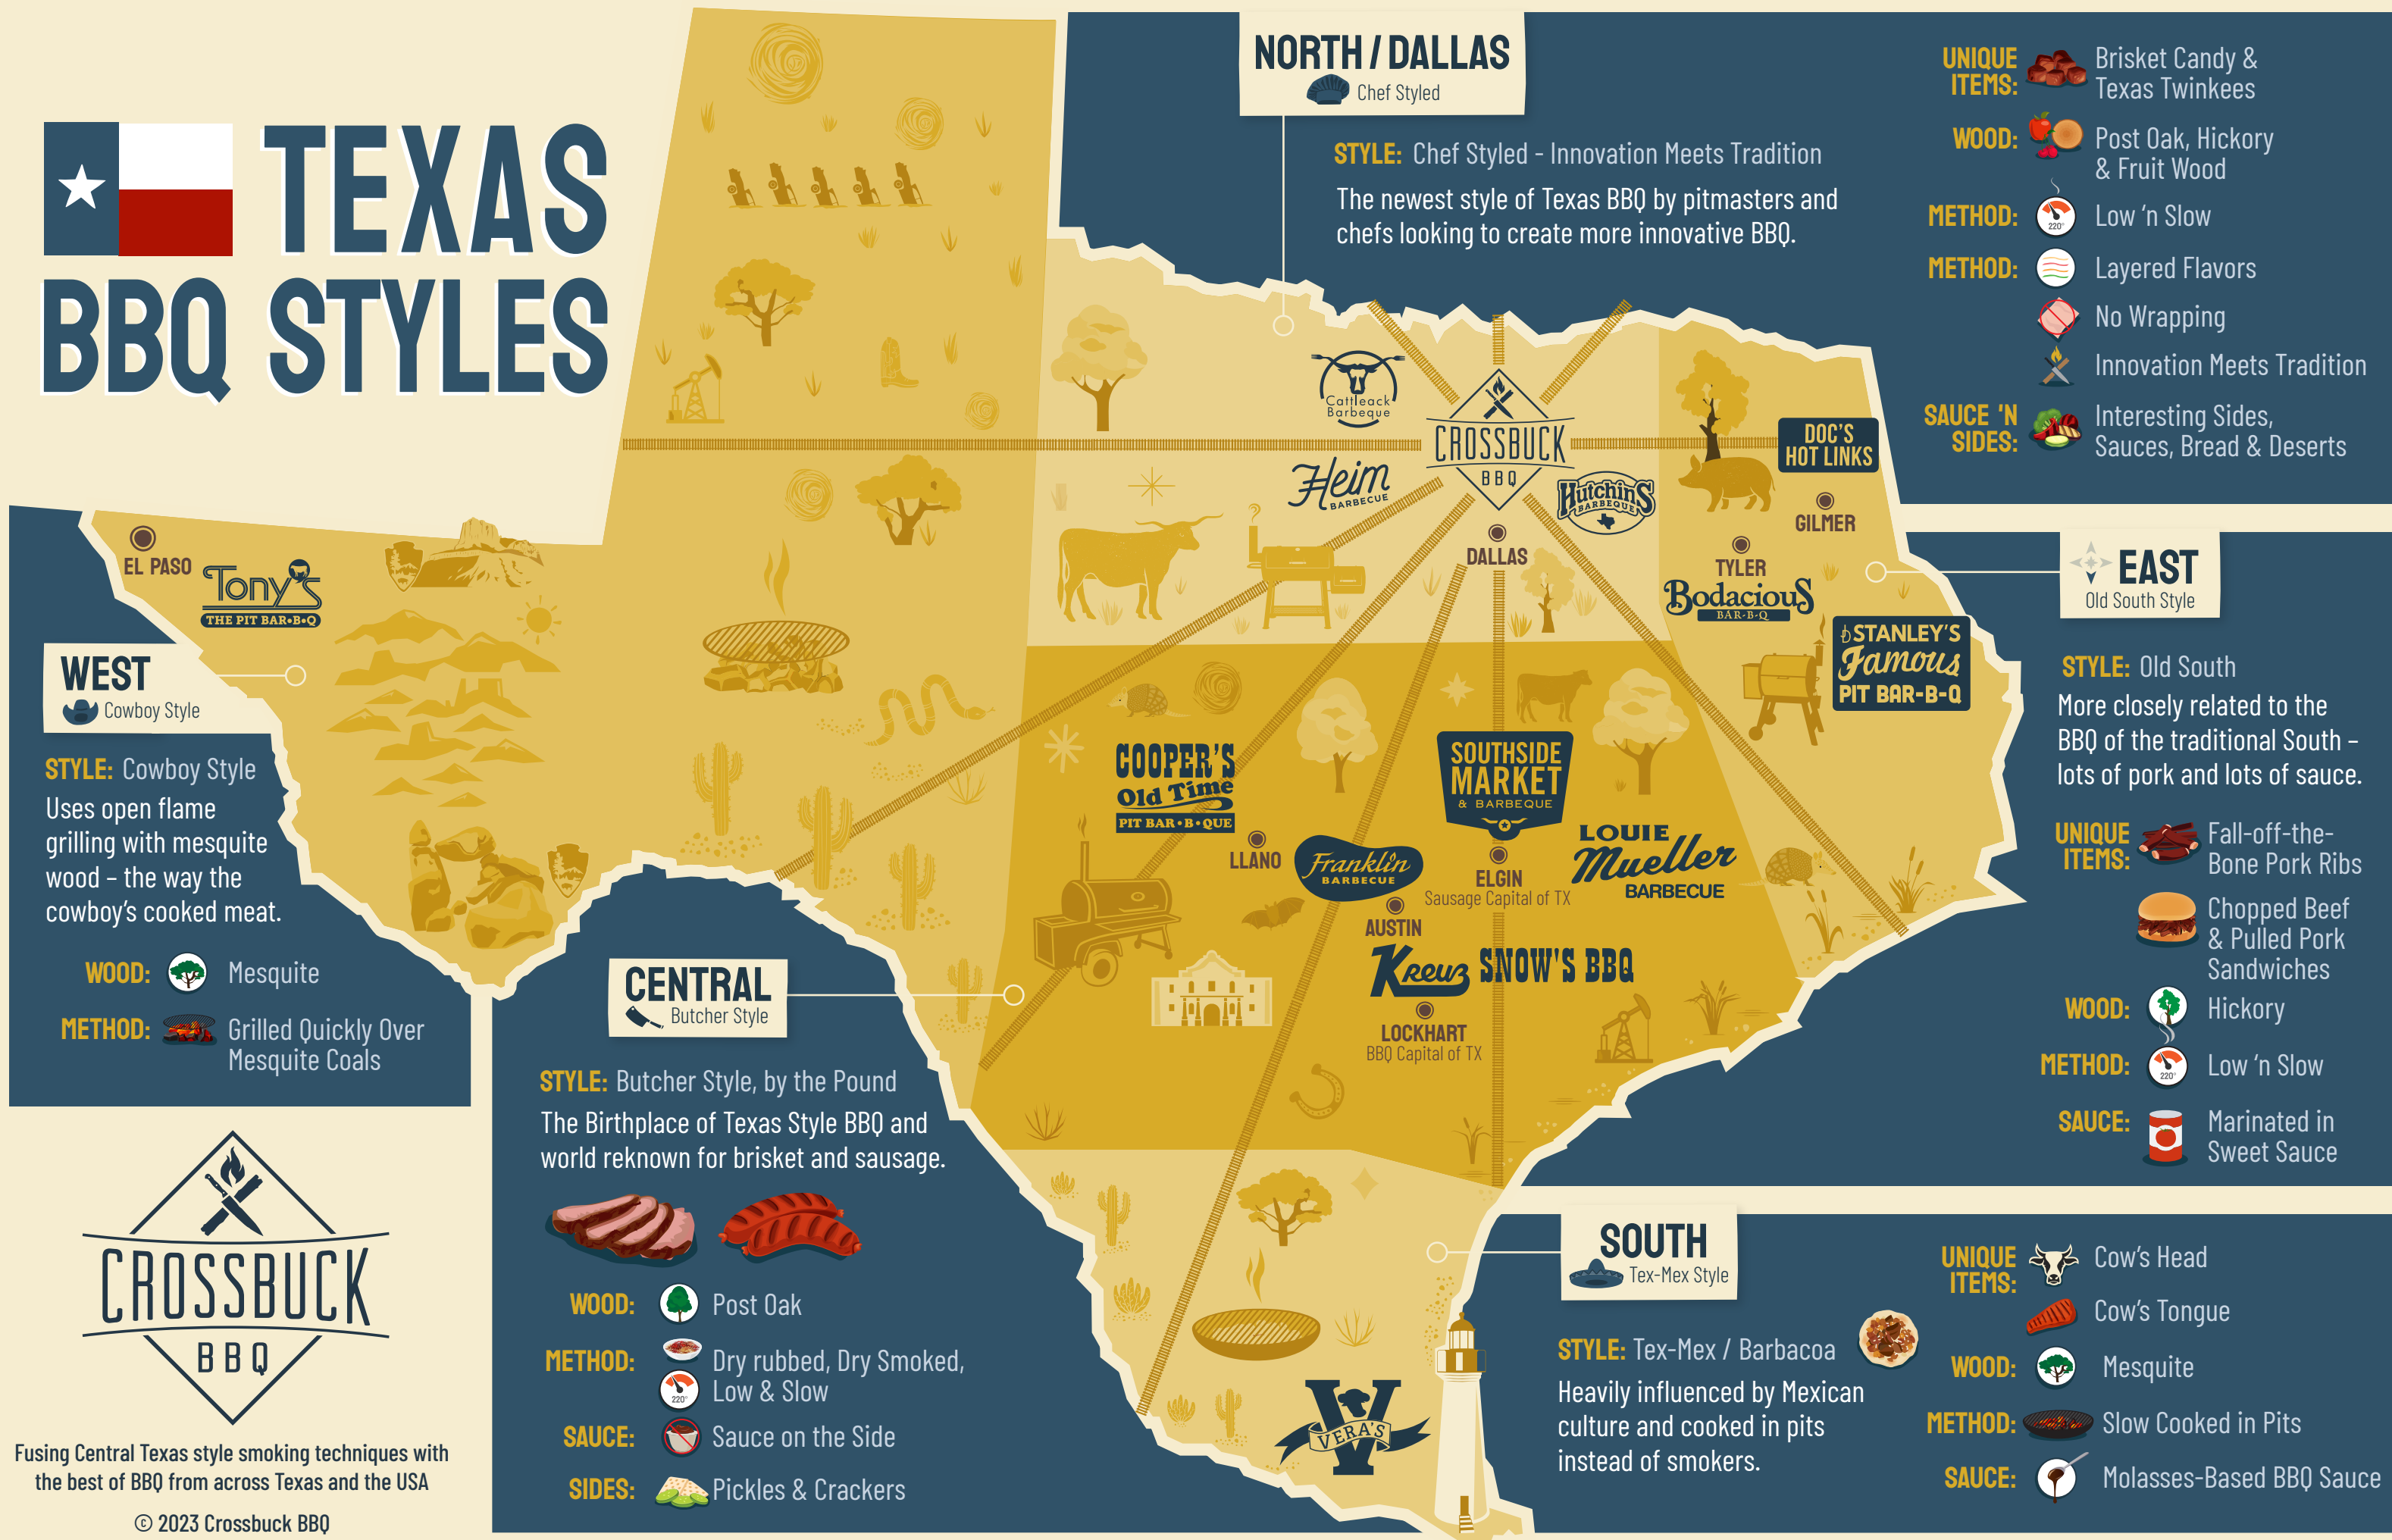 TEXAS
BBQ STYLES
NORTH / DALLAS
Chef Styled
STYLE: Chef Styled - Innovation Meets Tradition
The newest style of Texas BBQ by pitmasters and
chefs looking to create more innovative BBQ.
UNIQUE
ITEMS:
Brisket Candy &
Texas Twinkees
WOOD:
Post Oak, Hickory
& Fruit Wood
METHOD:
220°
Low ‘n Slow
METHOD:
Layered Flavors
No Wrapping
Innovation Meets Tradition
SAUCE 'N
SIDES:
Interesting Sides,
Sauces, Bread & Deserts
Cattleack
Barbeque
CROSSBUCK
BBQ
Heim
BARBECUE
Hutchins
BARBEQUE
DALLAS
DOC'S
HOT LINKS
GILMER
TYLER
Bodacious
BAR-B-Q
STANLEY'S
Famous
PIT BAR-B-Q
EL PASO
Tony's
THE PIT BAR•B•Q
WEST
Cowboy Style
STYLE: Cowboy Style
Uses open flame
grilling with mesquite
wood – the way the
cowboy’s cooked meat.
WOOD:
Mesquite
METHOD:
Grilled Quickly Over
Mesquite Coals
EAST
Old South Style
STYLE: Old South
More closely related to the
BBQ of the traditional South –
lots of pork and lots of sauce.
UNIQUE
ITEMS:
Fall-off-the-
Bone Pork Ribs
Chopped Beef
& Pulled Pork
Sandwiches
WOOD:
Hickory
METHOD:
220°
Low ‘n Slow
SAUCE:
Marinated in
Sweet Sauce
COOPER'S
Old Time
PIT BAR•B•QUE
LLANO
SOUTHSIDE
MARKET
& BARBEQUE
Franklin
BARBECUE
ELGIN
Sausage Capital of TX
LOUIE
Mueller
BARBECUE
AUSTIN
Kreuz
SNOW'S BBQ
LOCKHART
BBQ Capital of TX
CENTRAL
Butcher Style
STYLE: Butcher Style, by the Pound
The Birthplace of Texas Style BBQ and
world reknown for brisket and sausage.
WOOD:
Post Oak
METHOD:
220°
Dry rubbed, Dry Smoked,
Low & Slow
SAUCE:
Sauce on the Side
SIDES:
Pickles & Crackers
SOUTH
Tex-Mex Style
STYLE: Tex-Mex / Barbacoa
Heavily influenced by Mexican
culture and cooked in pits
instead of smokers.
UNIQUE
ITEMS:
Cow’s Head
Cow’s Tongue
WOOD:
Mesquite
METHOD:
Slow Cooked in Pits
SAUCE:
Molasses-Based BBQ Sauce
V
VERA'S
CROSSBUCK
BBQ
Fusing Central Texas style smoking techniques with
the best of BBQ from across Texas and the USA
© 2023 Crossbuck BBQ